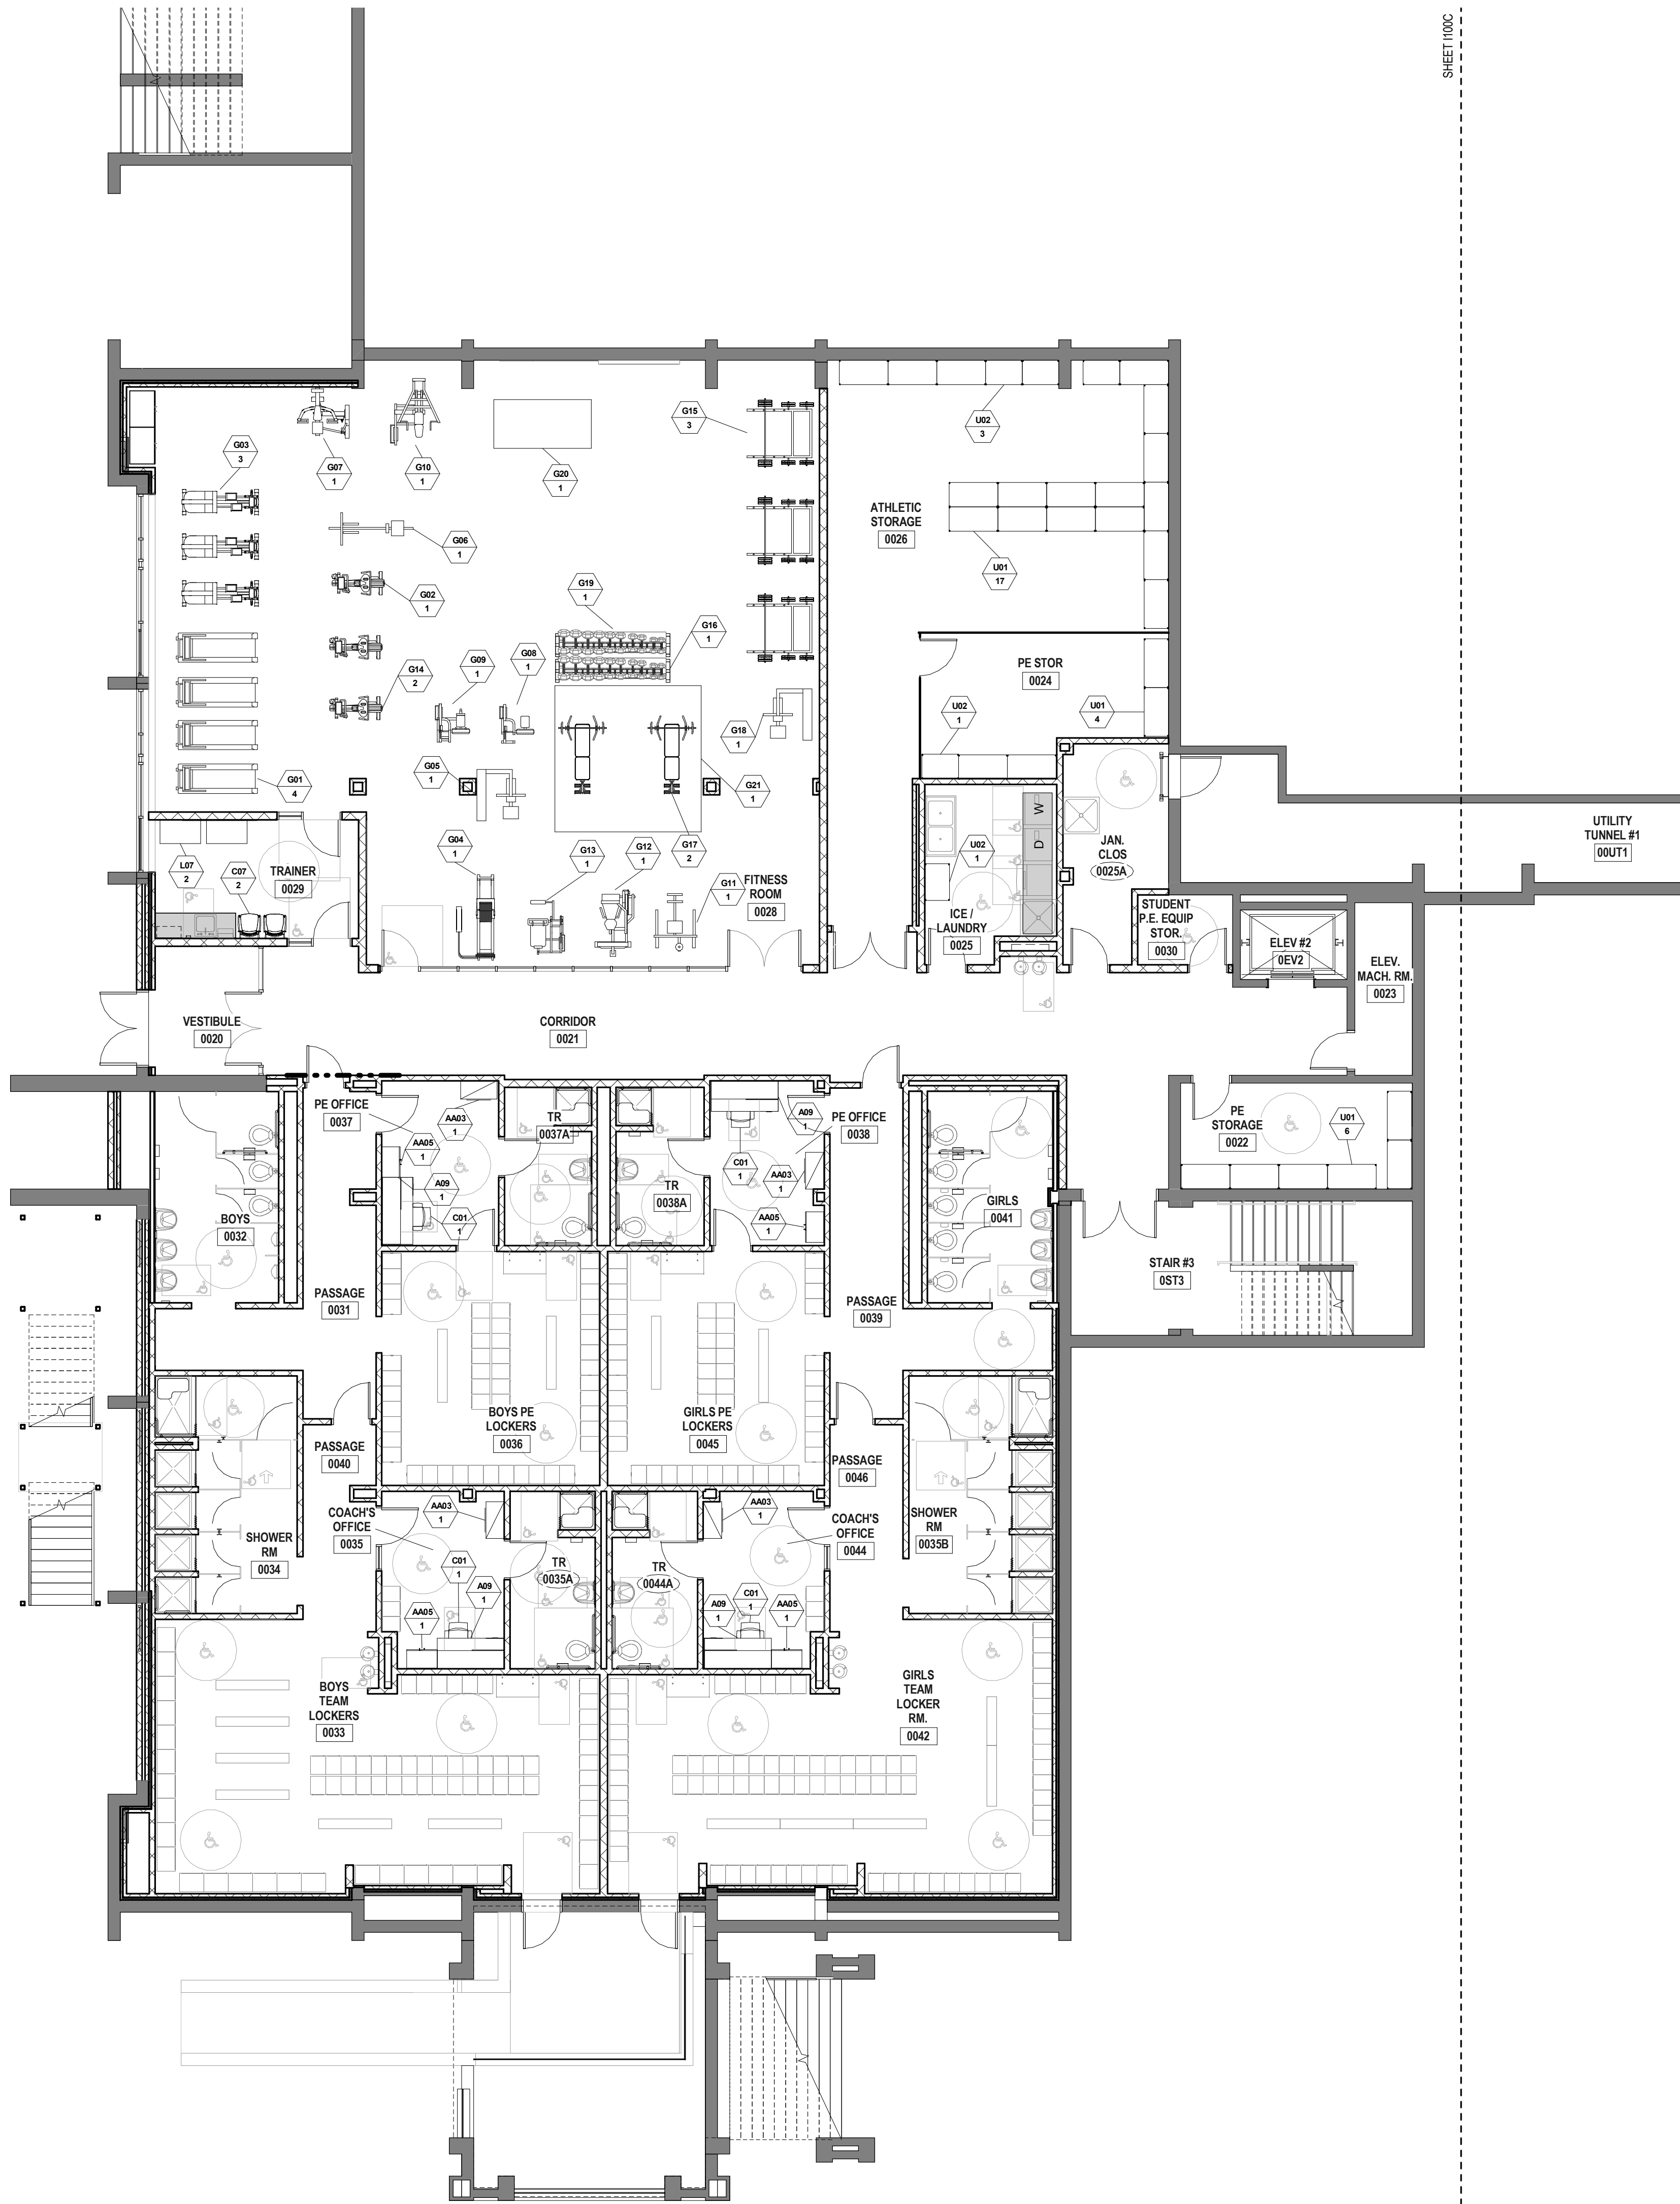 SHEET I100C
G15
3
U02
3
G03
3
G07
1
G10
1
G20
1
ATHLETIC
STORAGE
0026
G06
1
U01
17
G02
1
G19
1
G16
1
G09
1
G08
1
G14
2
PE STOR
0024
U02
1
U01
4
G18
1
G05
1
G01
4
G21
1
W
D
UTILITY
TUNNEL #1
00UT1
G04
1
G13
1
G12
1
G17
2
U02
1
JAN.
CLOS
0025A
L07
2
C07
2
TRAINER
0029
G11
1
FITNESS
ROOM
0028
ICE /
LAUNDRY
0025
STUDENT
P.E. EQUIP
STOR.
0030
ELEV #2
0EV2
ELEV.
MACH. RM.
0023
VESTIBULE
0020
CORRIDOR
0021
PE OFFICE
0037
AA03
1
TR
0037A
A09
1
PE OFFICE
0038
PE
STORAGE
0022
U01
6
AA05
1
A09
1
C01
1
C01
1
AA03
1
AA05
1
TR
0038A
BOYS
0032
GIRLS
0041
STAIR #3
0ST3
PASSAGE
0031
PASSAGE
0039
BOYS PE
LOCKERS
0036
GIRLS PE
LOCKERS
0045
PASSAGE
0040
PASSAGE
0046
COACH'S
OFFICE
0035
AA03
1
AA03
1
COACH'S
OFFICE
0044
SHOWER
RM
0034
SHOWER
RM
0035B
C01
1
A09
1
AA05
1
TR
0035A
TR
0044A
A09
1
C01
1
AA05
1
BOYS
TEAM
LOCKERS
0033
GIRLS
TEAM
LOCKER
RM.
0042